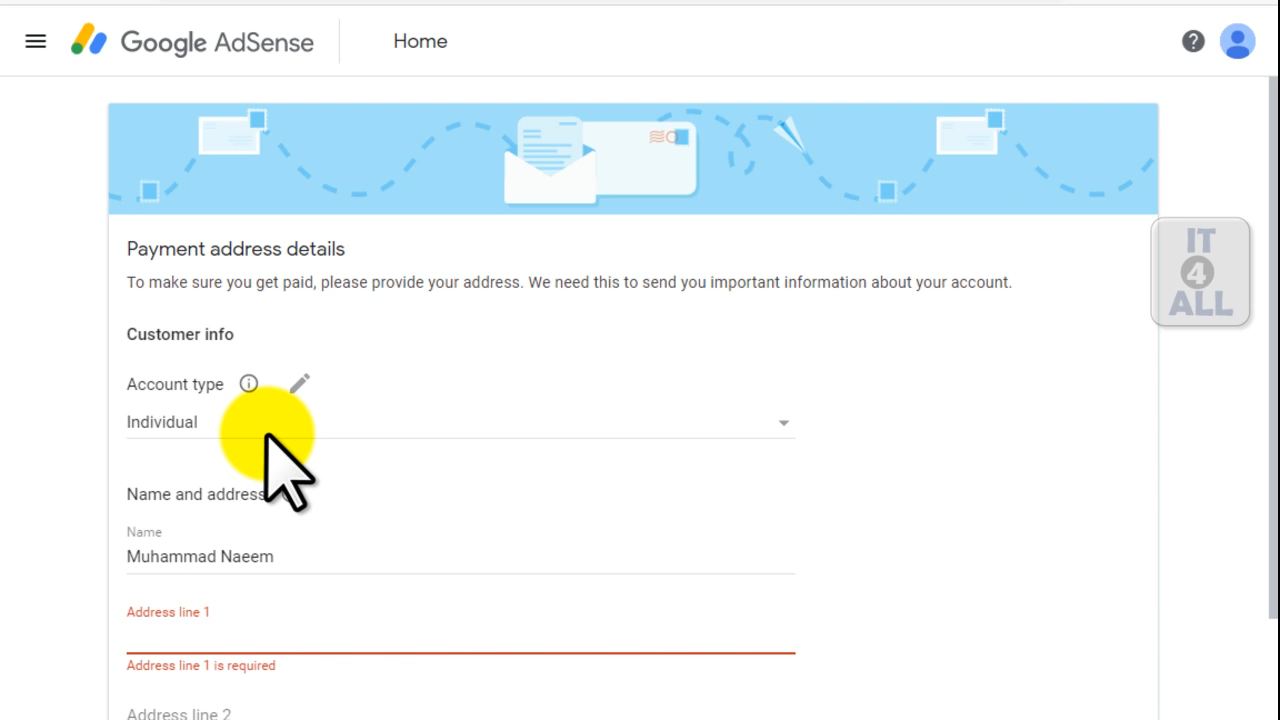 Google AdSense
Home
IT
4
ALL
Payment address details
To make sure you get paid, please provide your address. We need this to send you important information about your account.
Customer info
Account type
Individual
Name and address
Name
Muhammad Naeem
Address line 1
Address line 1 is required
Address line 2